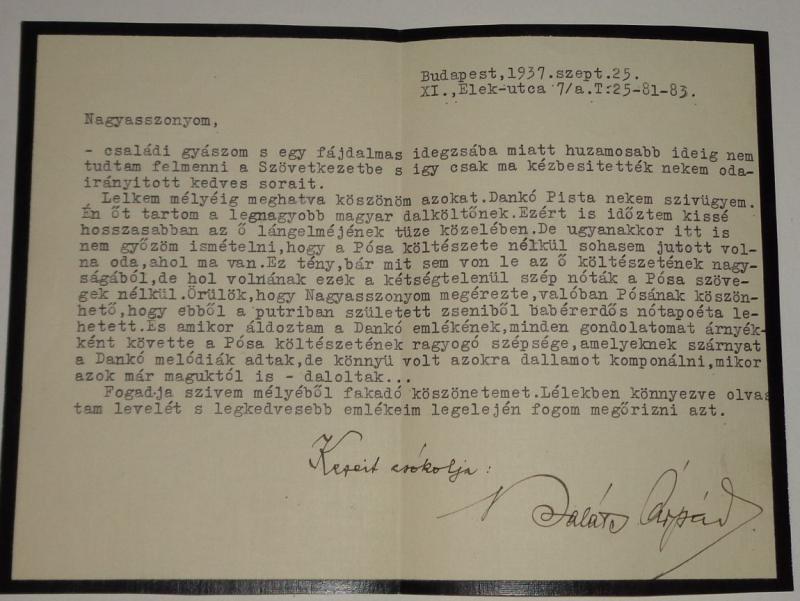 Budapest,1937.szept.25.
XI.,Elek-utca 7/a.T:25-81-83.
Nagyasszonyom,
- családi gyászom s egy fájdalmas idegzsába miatt huzamosabb ideig nem
tudtam felmenni a Szövetkezetbe s igy csak ma kézbesitették nekem oda-
irányitott kedves sorait.
Lelkem mélyéig meghatva köszönöm azokat.Dankó Pista nekem szivügyem.
Én őt tartom a legnagyobb magyar dalköltőnek.Ezért is időztem kissé
hosszasabban az ő lángelméjének tüze közelében.De ugyanakkor itt is
nem győzöm ismételni,hogy a Pósa költészete nélkül sohasem jutott vol-
na oda,ahol ma van.Ez tény,bár mit sem von le az ő költészetének nagy-
ságából,de hol volnának ezek a kétségtelenül szép nóták a Pósa szöve-
gek nélkül.Örülök,hogy Nagyasszonyom megérezte,valóban Pósának köszön-
hető,hogy ebből a putriban született zseniből babérerdős nótapoéta le-
hetett.És amikor áldoztam a Dankó emlékének,minden gondolatomat árnyék-
ként követte a Pósa költészetének ragyogó szépsége,amelyeknek szárnyat
a Dankó melódiák adtak,de könnyü volt azokra dallamot komponálni,mikor
azok már maguktól is - daloltak...
Fogadja szivem mélyéből fakadó köszönetemet.Lélekben könnyezve olvas
tam levelét s legkedvesebb emlékeim legelején fogom megőrizni azt.
Kezeit csókolja:
Balázs Árpád